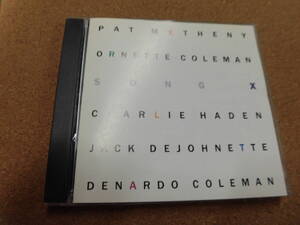 PAT METHENY
ORNETTE COLEMAN
SONG X
CHARLIE HADEN
JACK DEJOHNETTE
DENARDO COLEMAN